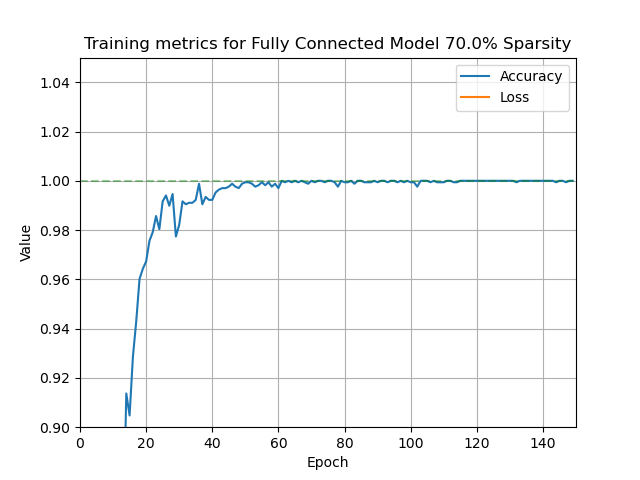 Training metrics for Fully Connected Model 70.0% Sparsity
Accuracy
Loss
1.04
1.02
1.00
0.98
0.96
0.94
0.92
0.90
Value
0 20 40 60 80 100 120 140
Epoch